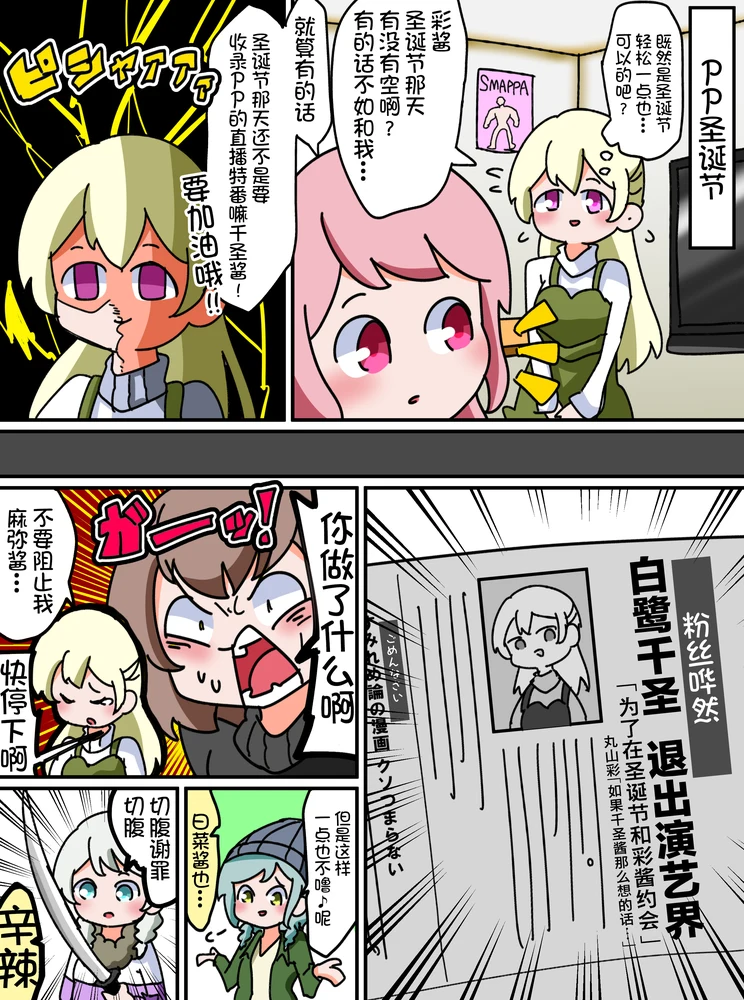 PP圣诞节
既然是圣诞节
轻松一点也…
可以的吧？
SMAPPA
彩酱
圣诞节那天
有没有空啊？
有的话不如和我…
就算有的话
圣诞节那天还不是要
收录PP的直播特番嘛千圣酱！
要加油哦!!
ピシャァイァァァ
粉丝哗然
白鹭千圣 退出演艺界
「为了在圣诞节和彩酱约会」
丸山彩「如果千圣酱那么想的话…」
ごめんなさい
論の漫画 クソつまらない
你做了什么啊
ガーーッ！
不要阻止我
麻弥酱…
快停下啊
但是这样
一点也不噜♪呢
日菜酱也…
切腹谢罪
切腹
辛辣